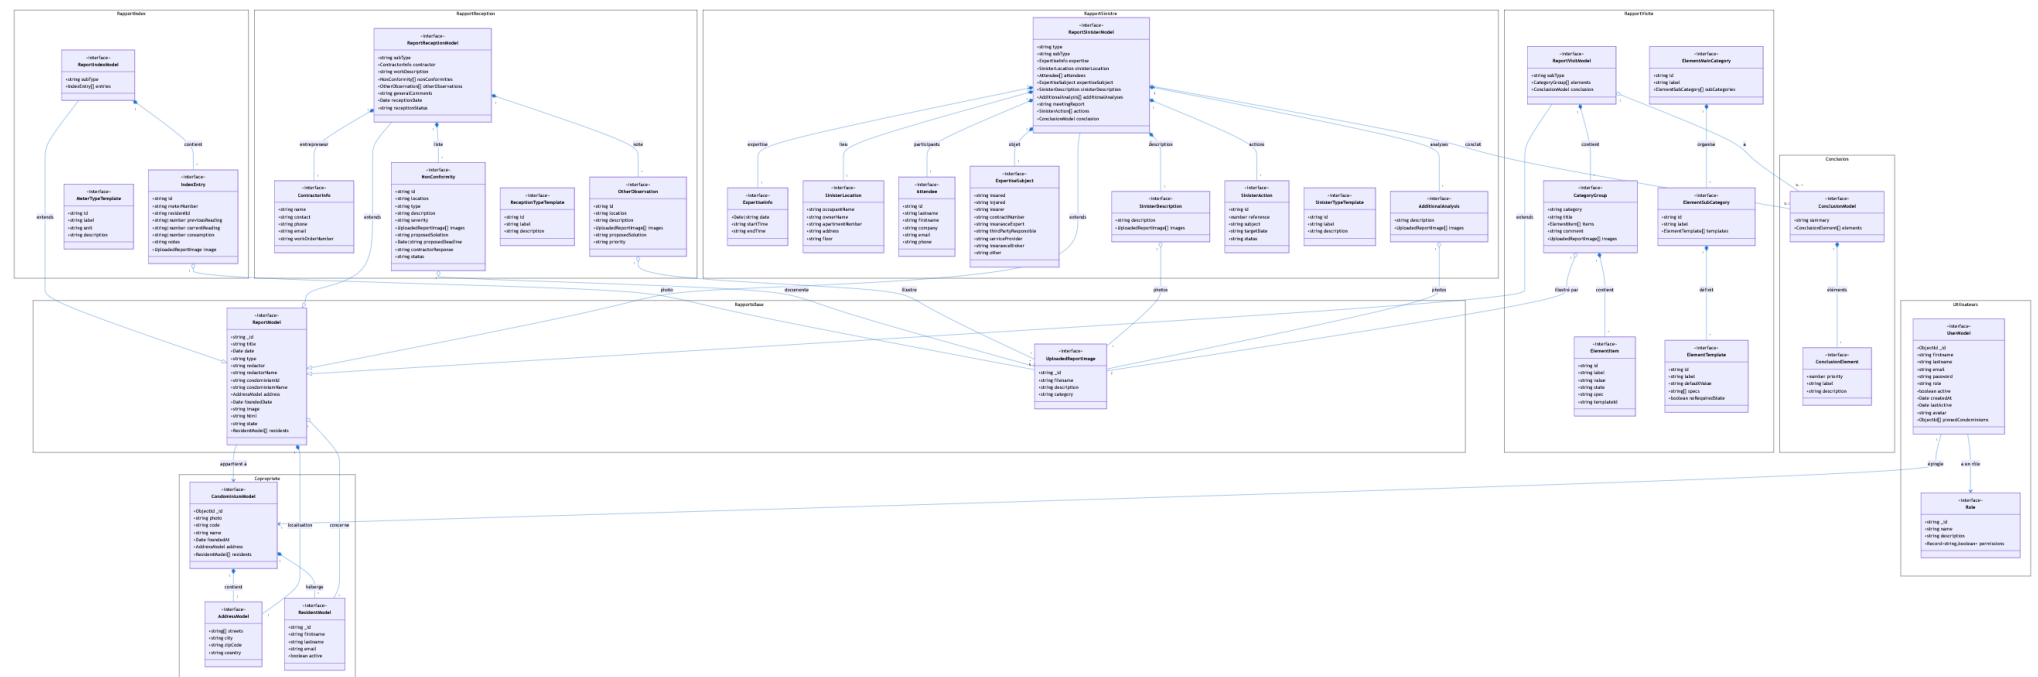 RapportIndex
«Interface»
ReportIndexModel
+string subType
+IndexEntry[] entries
contient
extends
«Interface»
MeterTypeTemplate
+string id
+string label
+string unit
+string description
«Interface»
IndexEntry
+string id
+string meterNumber
+string residentId
+string number previousReading
+string number currentReading
+string number consumption
+string notes
+UploadedReportImage image
RapportReception
«Interface»
ReportReceptionModel
+string subType
+ContractorInfo contractor
+string workDescription
+NonConformity[] nonConformities
+OtherObservation[] otherObservations
+string generalComments
+Date receptionDate
+string receptionStatus
entrepreneur
liste
note
extends
«Interface»
ContractorInfo
+string name
+string contact
+string phone
+string email
+string workOrderNumber
«Interface»
NonConformity
+string id
+string location
+string type
+string description
+string severity
+UploadedReportImage[] images
+string proposedSolution
+Date|string proposedDeadline
+string contractorResponse
+string status
«Interface»
ReceptionTypeTemplate
+string id
+string label
+string description
«Interface»
OtherObservation
+string id
+string location
+string description
+UploadedReportImage[] images
+string proposedSolution
+string priority
RapportSinistre
«Interface»
ReportSinisterModel
+string type
+string subType
+ExpertiseInfo expertise
+SinisterLocation sinisterLocation
+Attendee[] attendees
+ExpertiseSubject expertiseSubject
+SinisterDescription sinisterDescription
+AdditionalAnalysis[] additionalAnalyses
+string meetingReport
+SinisterAction[] actions
+ConclusionModel conclusion
expertise
lieu
participants
objet
extends
description
actions
analyses
conclut
«Interface»
ExpertiseInfo
+Date|string date
+string startTime
+string endTime
«Interface»
SinisterLocation
+string occupantName
+string ownerName
+string apartmentNumber
+string address
+string floor
«Interface»
Attendee
+string id
+string lastname
+string firstname
+string company
+string email
+string phone
«Interface»
ExpertiseSubject
+string insured
+string injured
+string insurer
+string contractNumber
+string insuranceExpert
+string thirdPartyResponsible
+string serviceProvider
+string insuranceBroker
+string other
«Interface»
SinisterDescription
+string description
+UploadedReportImage[] images
«Interface»
SinisterAction
+string id
+number reference
+string subject
+string targetDate
+string status
«Interface»
SinisterTypeTemplate
+string id
+string label
+string description
«Interface»
AdditionalAnalysis
+string description
+UploadedReportImage[] images
RapportVisite
«Interface»
ReportVisitModel
+string subType
+CategoryGroup[] elements
+ConclusionModel conclusion
«Interface»
ElementMainCategory
+string id
+string label
+ElementSubCategory[] subCategories
contient
organise
a
extends
«Interface»
CategoryGroup
+string category
+string title
+ElementItem[] items
+string comment
+UploadedReportImage[] images
«Interface»
ElementSubCategory
+string id
+string label
+ElementTemplate[] templates
illustré par
contient
définit
«Interface»
ElementItem
+string id
+string label
+string value
+string state
+string spec
+string templateId
«Interface»
ElementTemplate
+string id
+string label
+string defaultValue
+string[] specs
+boolean noRequiredState
Conclusion
«Interface»
ConclusionModel
+string summary
+ConclusionElement[] elements
éléments
«Interface»
ConclusionElement
+number priority
+string label
+string description
photo
documente
illustre
photos
photos
RapportsBase
«Interface»
ReportModel
+string _id
+string title
+Date date
+string type
+string redactor
+string redactorName
+string condominiumId
+string condominiumName
+AddressModel address
+Date foundedDate
+string image
+string html
+string state
+ResidentModel[] residents
«Interface»
UploadedReportImage
+string _id
+string filename
+string description
+string category
Utilisateurs
«Interface»
UserModel
+ObjectId _id
+string firstname
+string lastname
+string email
+string password
+string role
+boolean active
+Date createdAt
+Date lastActive
+string avatar
+ObjectId[] pinnedCondominiums
épingle
a un rôle
«Interface»
Role
+string _id
+string name
+string description
+Record<string,boolean> permissions
appartient à
Copropriete
«Interface»
CondominiumModel
+ObjectId _id
+string photo
+string code
+string name
+Date foundedAt
+AddressModel address
+ResidentModel[] residents
localisation
concerne
contient
héberge
«Interface»
AddressModel
+string[] streets
+string city
+string zipCode
+string country
«Interface»
ResidentModel
+string _id
+string firstname
+string lastname
+string email
+boolean active